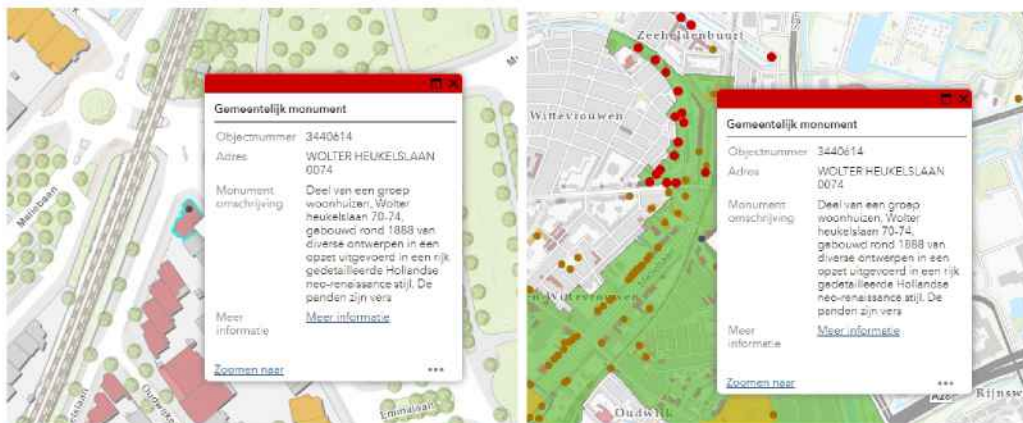 Gemeentelijk monument
Objectnummer 3440614
Adres WOLTER HEUKELSLAAN
0074
Monument Deel van een groep
omschrijving woonhuizen, Wolter
heukelslaan 70-74,
gebouwd rond 1888 van
diverse ontwerpen in een
opzet uitgevoerd in een rijk
gedetailleerde Hollandse
neo-renaissance stijl. De
panden zijn vers
Meer Meer informatie
informatie
Zoomen naar
Maliebaan
Emmalaan
Zeeheldenbuurt
Wittevrouwen
Gemeentelijk monument
Objectnummer 3440614
Adres WOLTER HEUKELSLAAN
0074
Monument Deel van een groep
omschrijving woonhuizen, Wolter
heukelslaan 70-74,
gebouwd rond 1888 van
diverse ontwerpen in een
opzet uitgevoerd in een rijk
gedetailleerde Hollandse
neo-renaissance stijl. De
panden zijn vers
Meer Meer informatie
informatie
Zoomen naar
Wittevrouwen
Oudwijk
Rijnsw